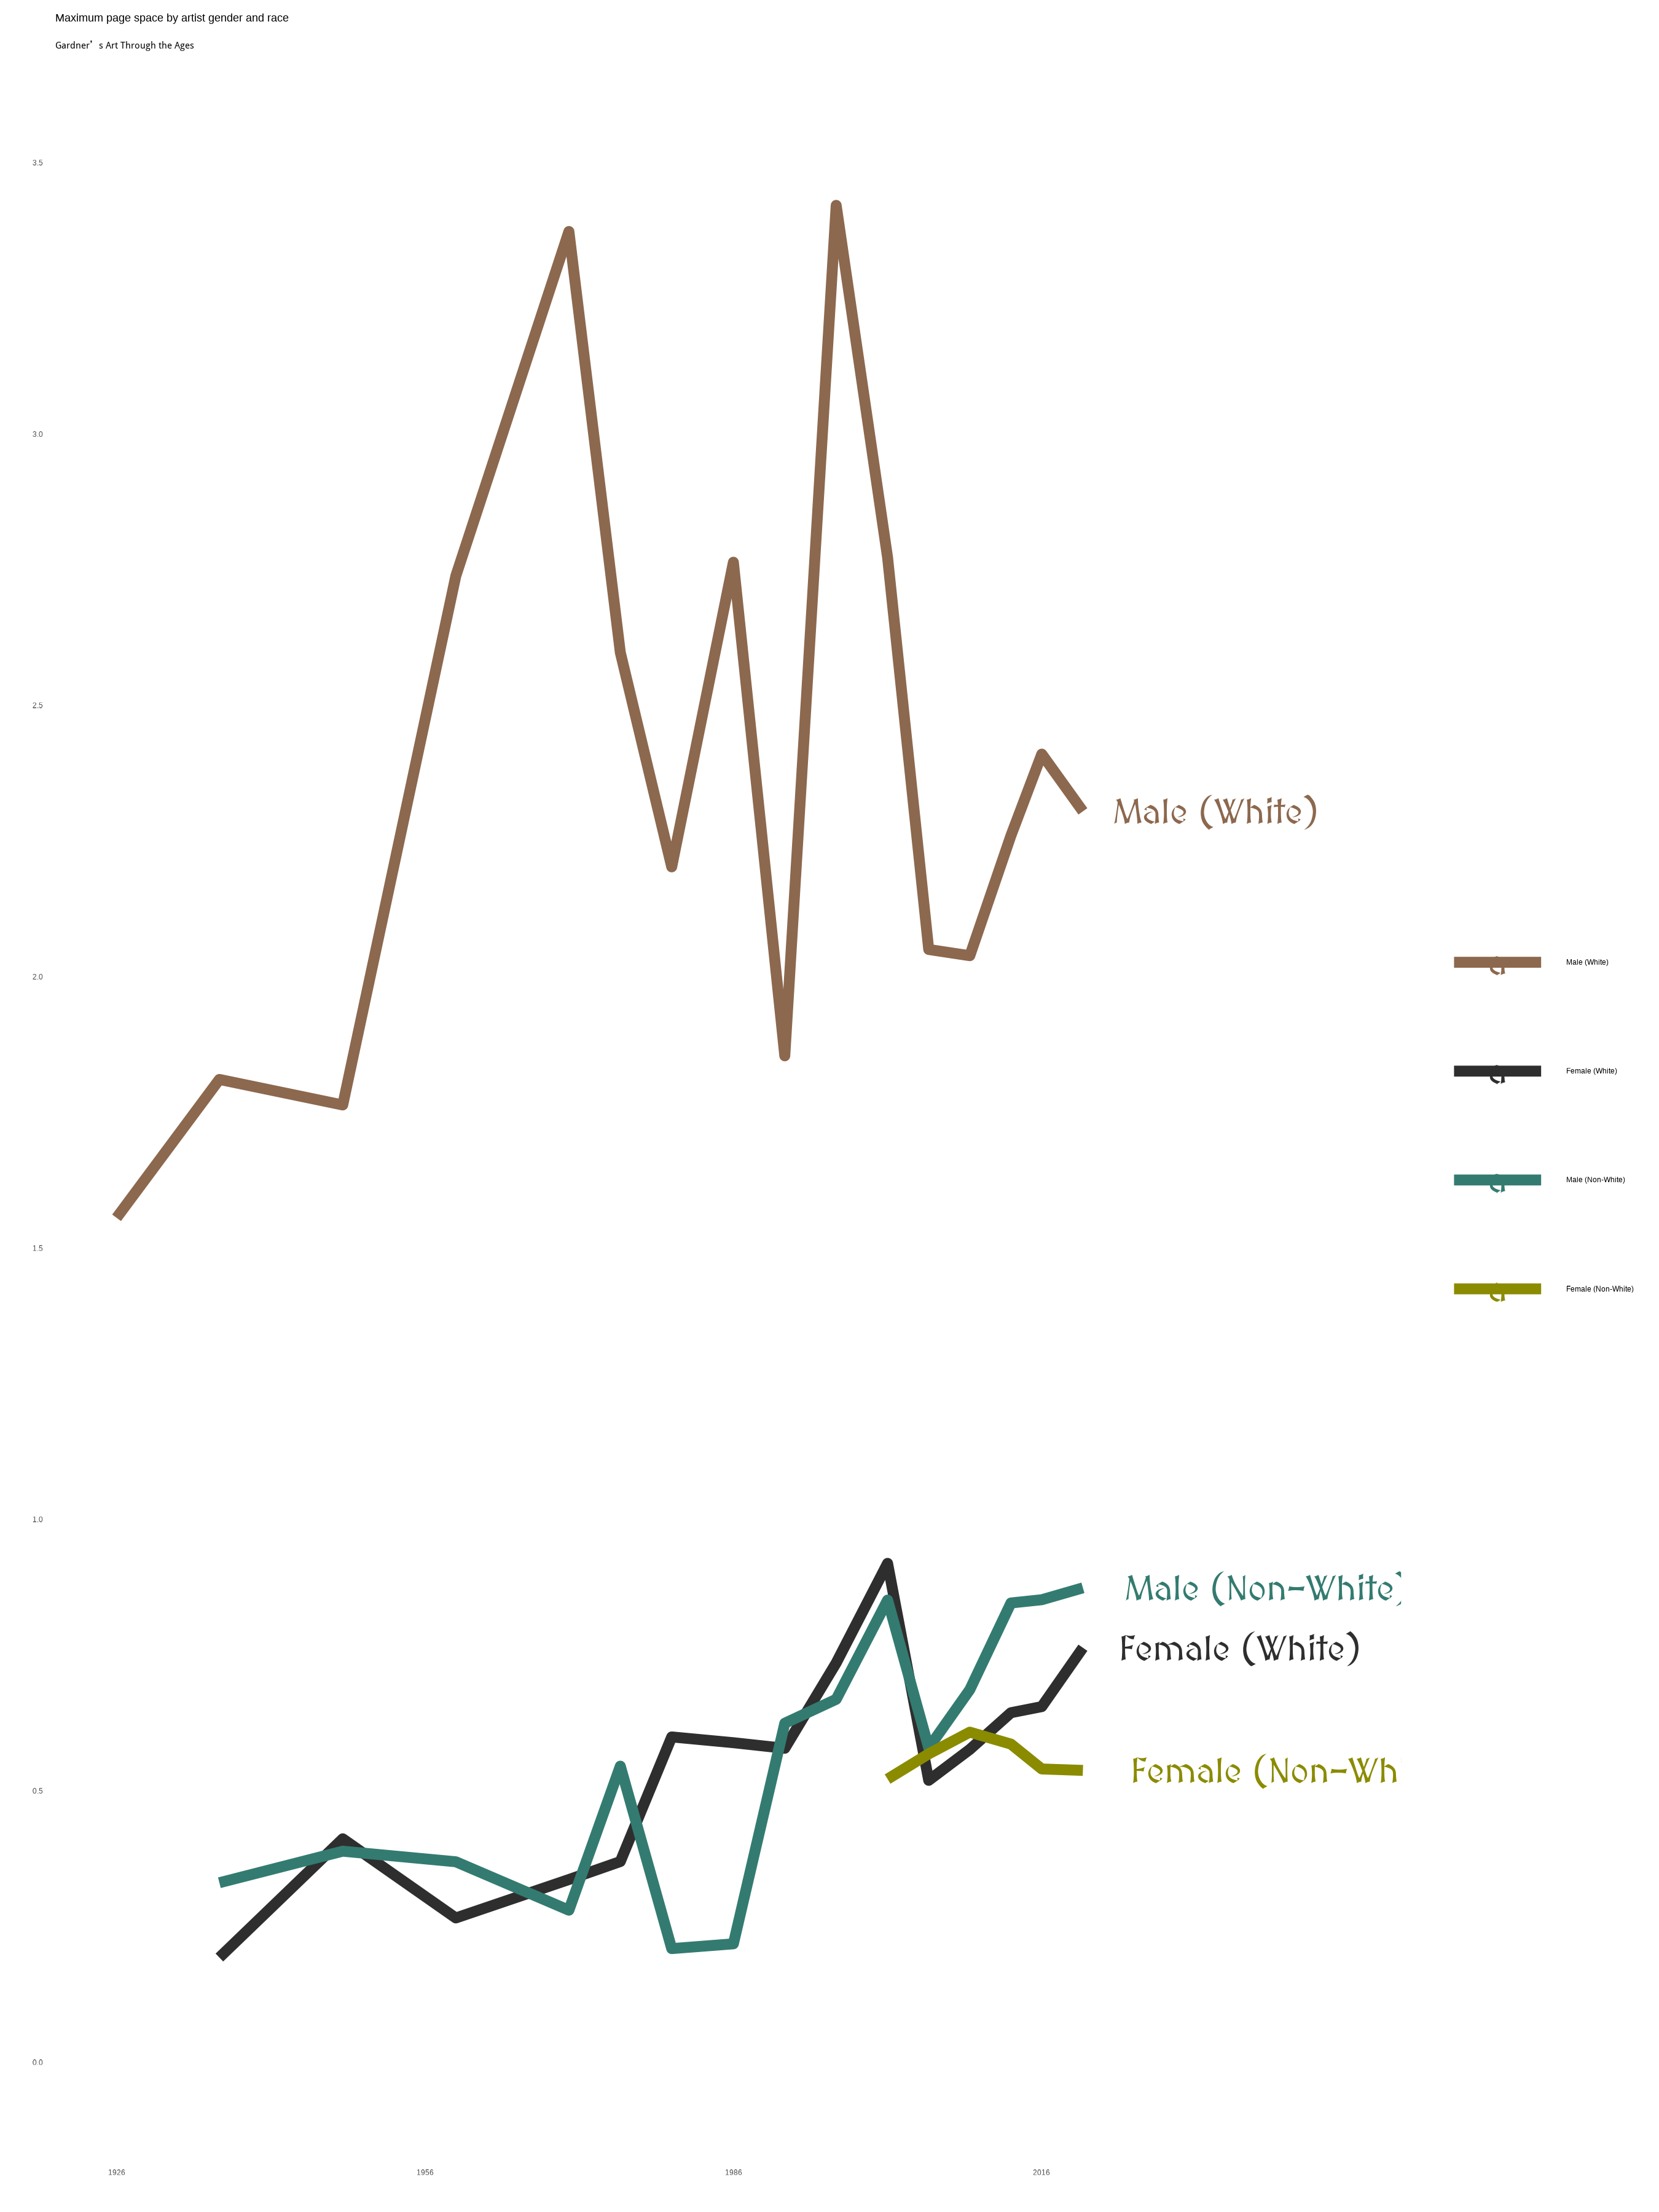 Maximum page space by artist gender and race
Gardner's Art Through the Ages
3.5
3.0
2.5
Male (White)
2.0
Male (White)
Female (White)
Male (Non-White)
1.5
Female (Non-White)
1.0
Male (Non-White)
Female (White)
Female (Non-Wh
0.5
0.0
1926 1956 1986 2016